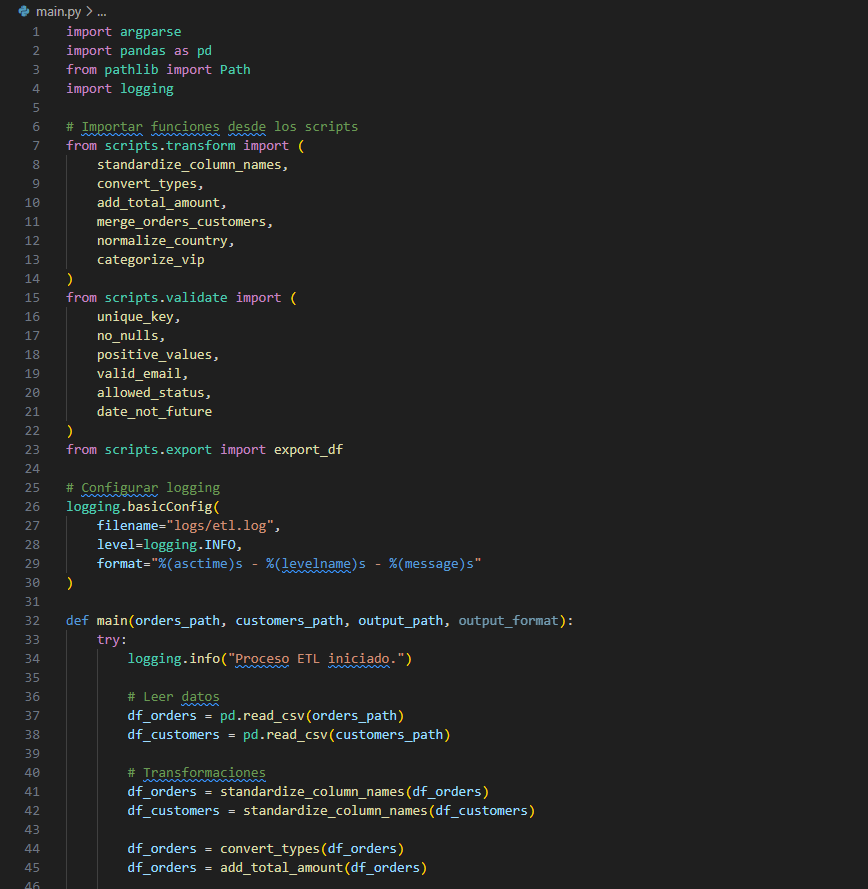 main.py > ...
1 import argparse
2 import pandas as pd
3 from pathlib import Path
4 import logging
5
6 # Importar funciones desde los scripts
7 from scripts.transform import (
8     standardize_column_names,
9     convert_types,
10     add_total_amount,
11     merge_orders_customers,
12     normalize_country,
13     categorize_vip
14 )
15 from scripts.validate import (
16     unique_key,
17     no_nulls,
18     positive_values,
19     valid_email,
20     allowed_status,
21     date_not_future
22 )
23 from scripts.export import export_df
24
25 # Configurar logging
26 logging.basicConfig(
27     filename="logs/etl.log",
28     level=logging.INFO,
29     format="%(asctime)s - %(levelname)s - %(message)s"
30 )
31
32 def main(orders_path, customers_path, output_path, output_format):
33     try:
34         logging.info("Proceso ETL iniciado.")
35
36         # Leer datos
37         df_orders = pd.read_csv(orders_path)
38         df_customers = pd.read_csv(customers_path)
39
40         # Transformaciones
41         df_orders = standardize_column_names(df_orders)
42         df_customers = standardize_column_names(df_customers)
43
44         df_orders = convert_types(df_orders)
45         df_orders = add_total_amount(df_orders)
46